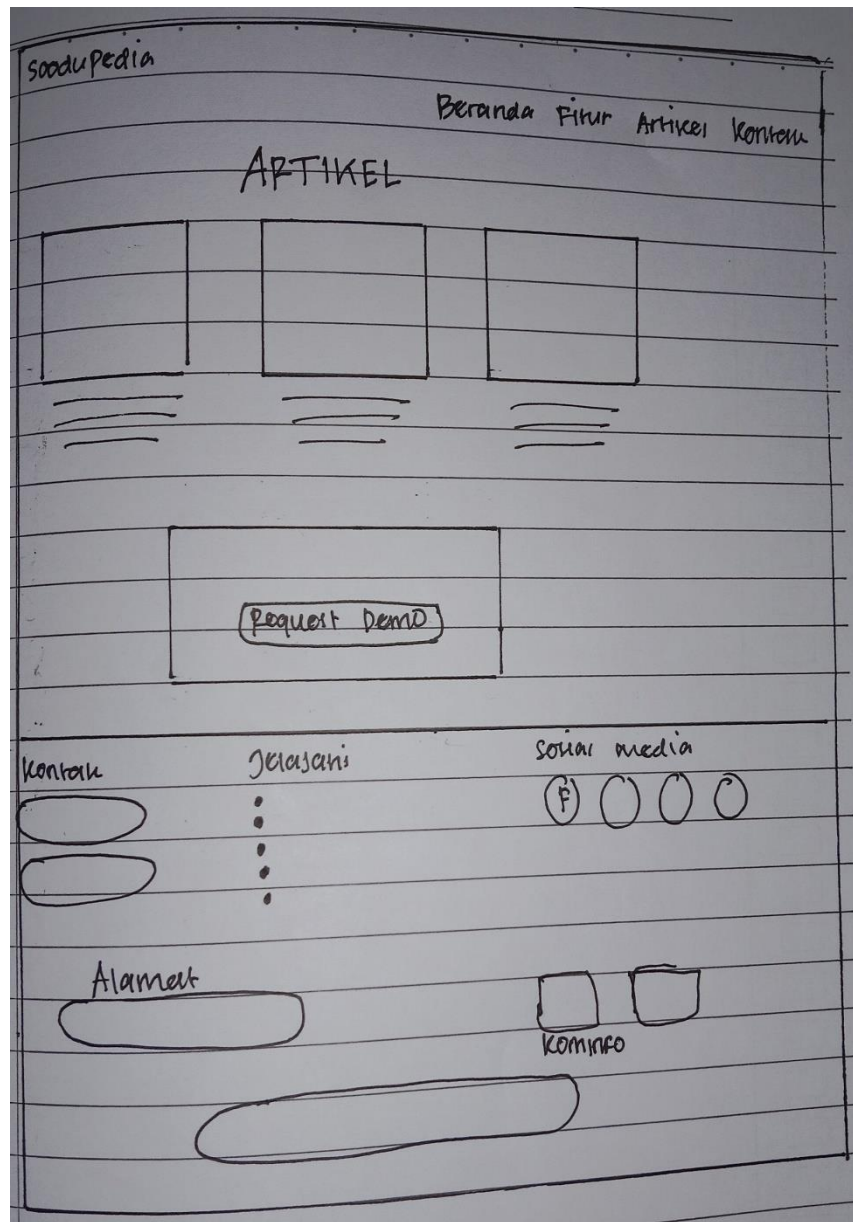 Soodupedia
Beranda Fitur Artikel Kontak
ARTIKEL
Request Demo
Kontak
Jelajahi
Sosial media
F
Alamat
Kominfo